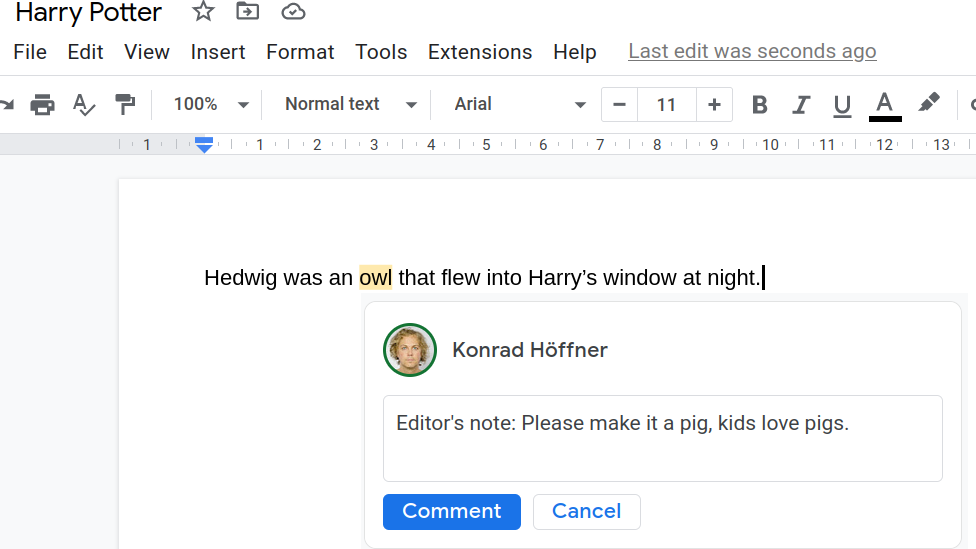 Harry Potter
File Edit View Insert Format Tools Extensions Help Last edit was seconds ago
100% Normal text Arial − 11 + B I U A
1 1 2 3 4 5 6 7 8 9 10 11 12 13
Hedwig was an owl that flew into Harry’s window at night.
Konrad Höffner
Editor's note: Please make it a pig, kids love pigs.
Comment Cancel